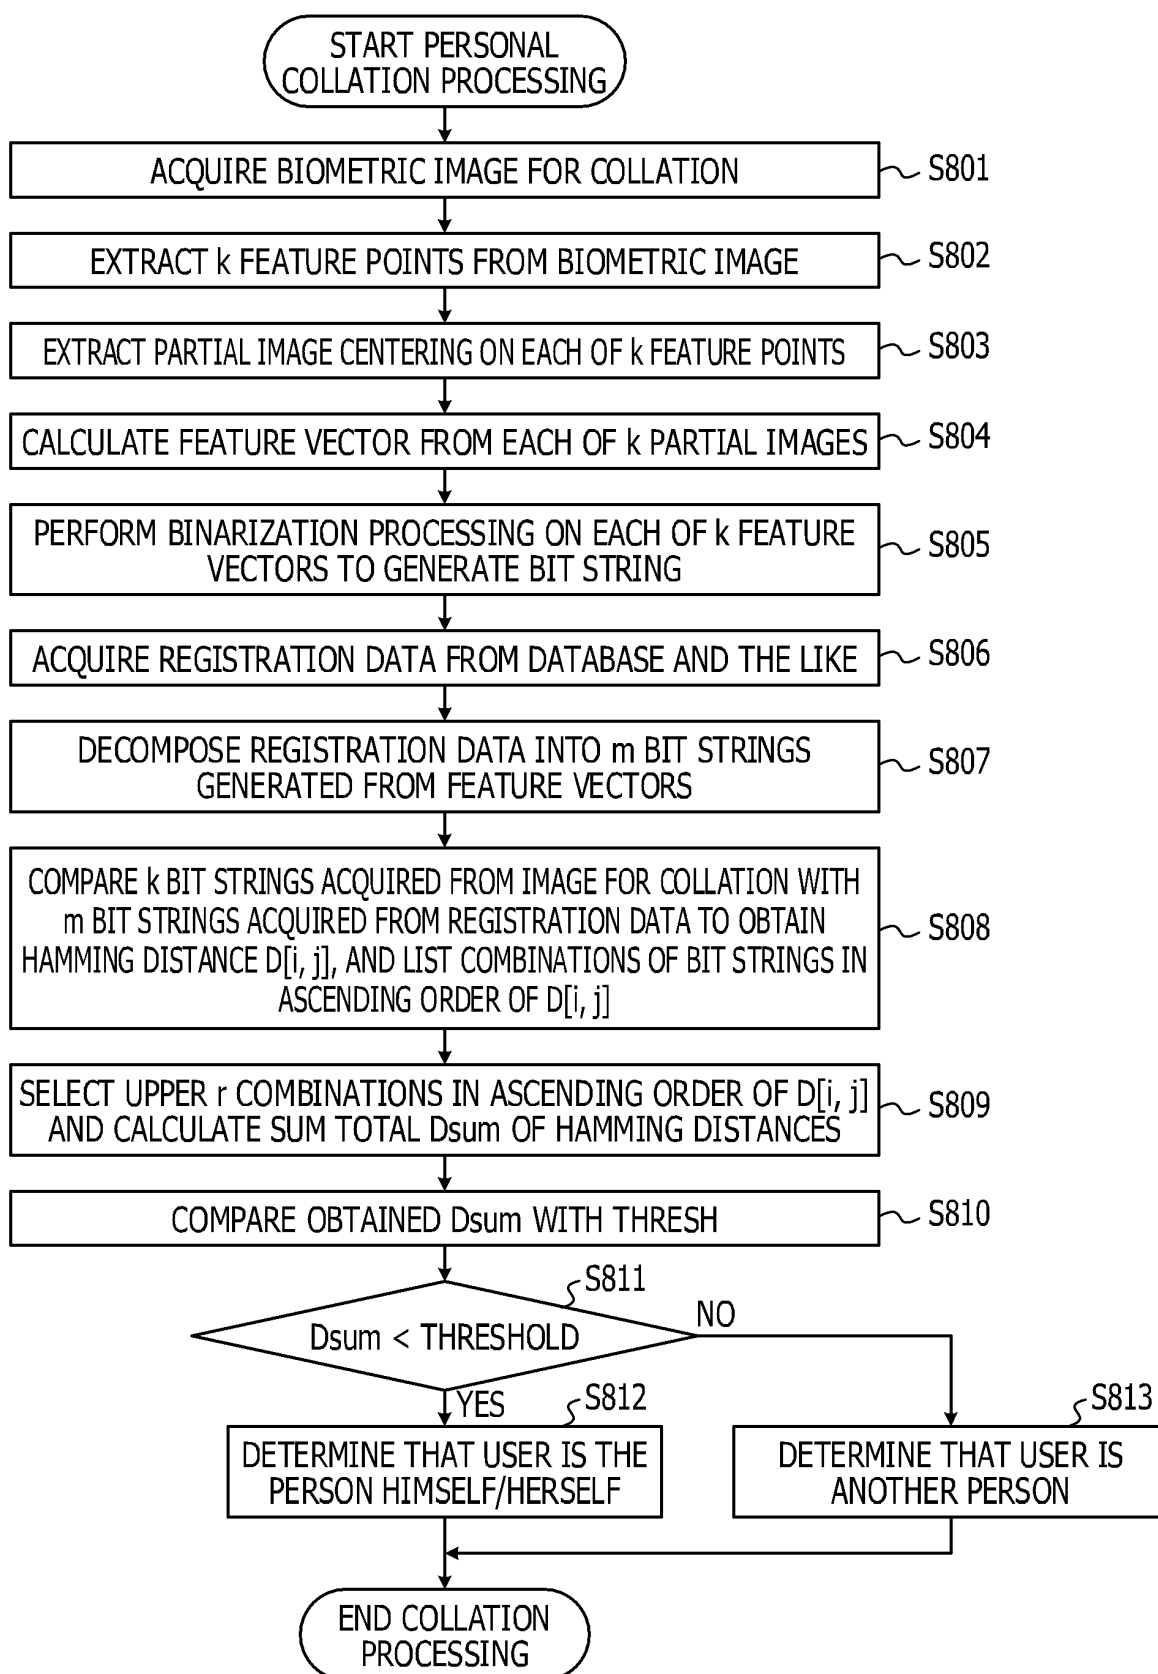 START PERSONAL
COLLATION PROCESSING
ACQUIRE BIOMETRIC IMAGE FOR COLLATION
S801
EXTRACT k FEATURE POINTS FROM BIOMETRIC IMAGE
S802
EXTRACT PARTIAL IMAGE CENTERING ON EACH OF k FEATURE POINTS
S803
CALCULATE FEATURE VECTOR FROM EACH OF k PARTIAL IMAGES
S804
PERFORM BINARIZATION PROCESSING ON EACH OF k FEATURE
VECTORS TO GENERATE BIT STRING
S805
ACQUIRE REGISTRATION DATA FROM DATABASE AND THE LIKE
S806
DECOMPOSE REGISTRATION DATA INTO m BIT STRINGS
GENERATED FROM FEATURE VECTORS
S807
COMPARE k BIT STRINGS ACQUIRED FROM IMAGE FOR COLLATION WITH
m BIT STRINGS ACQUIRED FROM REGISTRATION DATA TO OBTAIN
HAMMING DISTANCE D[i, j], AND LIST COMBINATIONS OF BIT STRINGS IN
ASCENDING ORDER OF D[i, j]
S808
SELECT UPPER r COMBINATIONS IN ASCENDING ORDER OF D[i, j]
AND CALCULATE SUM TOTAL Dsum OF HAMMING DISTANCES
S809
COMPARE OBTAINED Dsum WITH THRESH
S810
S811
Dsum < THRESHOLD
NO
YES
S812
DETERMINE THAT USER IS THE
PERSON HIMSELF/HERSELF
S813
DETERMINE THAT USER IS
ANOTHER PERSON
END COLLATION
PROCESSING